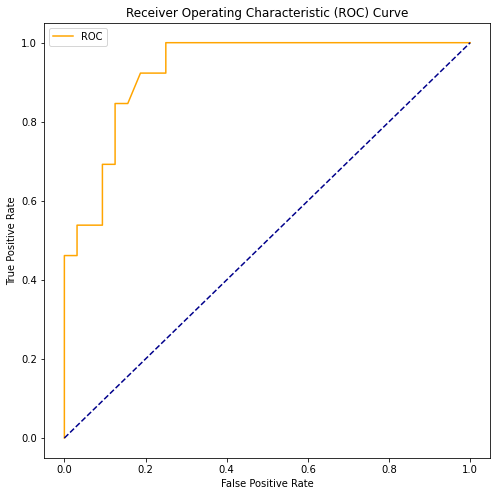 Receiver Operating Characteristic (ROC) Curve
ROC
1.0
0.8
0.6
0.4
0.2
0.0
True Positive Rate
0.0 0.2 0.4 0.6 0.8 1.0
False Positive Rate